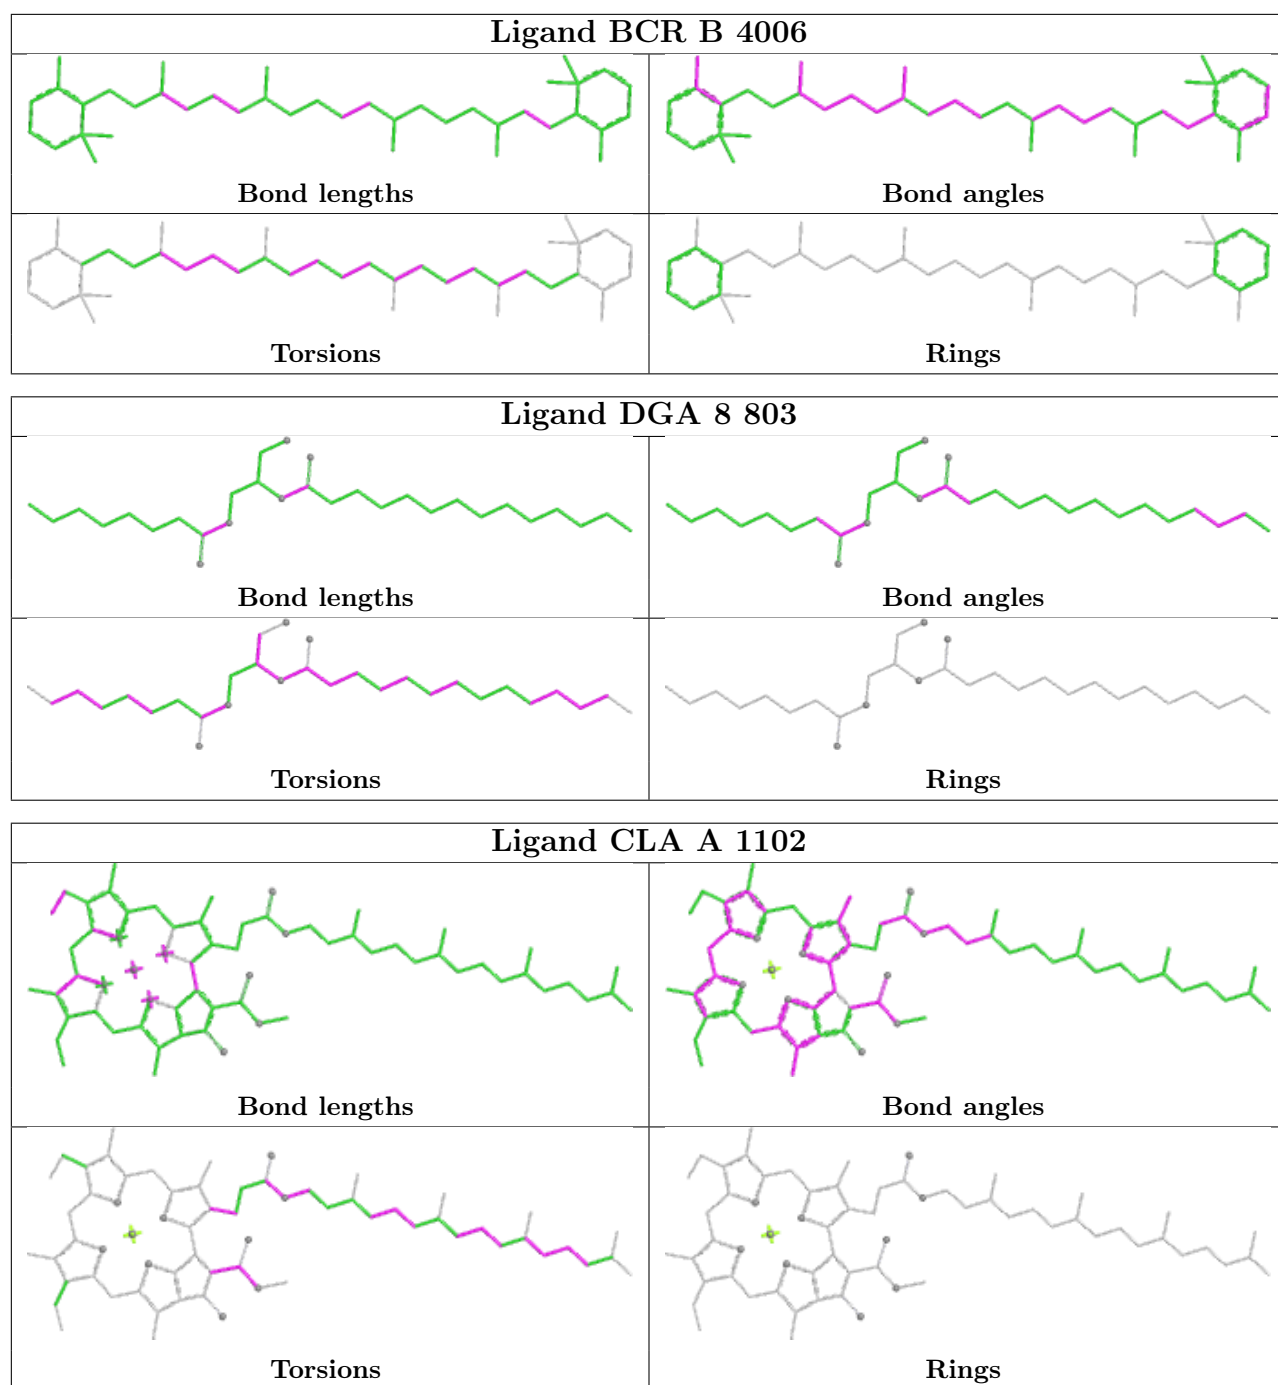 Ligand BCR B 4006
Bond lengths
Bond angles
Torsions
Rings
Ligand DGA 8 803
Bond lengths
Bond angles
Torsions
Rings
Ligand CLA A 1102
Bond lengths
Bond angles
Torsions
Rings